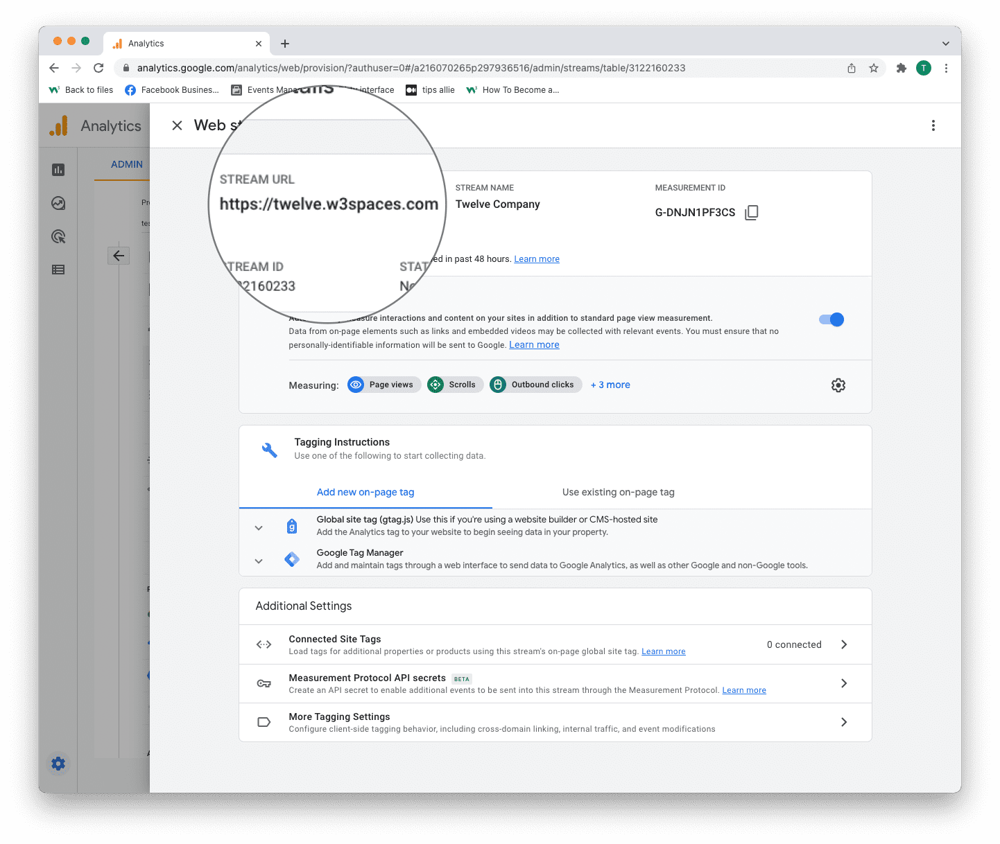 Analytics
analytics.google.com/analytics/web/provision/?authuser=0#/a216070265p297936516/admin/streams/table/3122160233
T
Back to files
Facebook Busines...
Events Mana
interface
tips allie
How To Become a...
Analytics
Web st
ADMIN
STREAM URL
https://twelve.w3spaces.com
STREAM NAME
Twelve Company
MEASUREMENT ID
G-DNJN1PF3CS
STREAM ID
22160233
STAT
No
ed in past 48 hours. Learn more
interactions and content on your sites in addition to standard page view measurement.
Data from on-page elements such as links and embedded videos may be collected with relevant events. You must ensure that no
personally-identifiable information will be sent to Google. Learn more
Measuring:
Page views
Scrolls
Outbound clicks
+ 3 more
Tagging Instructions
Use one of the following to start collecting data.
Add new on-page tag
Use existing on-page tag
Global site tag (gtag.js) Use this if you're using a website builder or CMS-hosted site
Add the Analytics tag to your website to begin seeing data in your property.
Google Tag Manager
Add and maintain tags through a web interface to send data to Google Analytics, as well as other Google and non-Google tools.
Additional Settings
Connected Site Tags
Load tags for additional properties or products using this stream's on-page global site tag. Learn more
0 connected
Measurement Protocol API secrets BETA
Create an API secret to enable additional events to be sent into this stream through the Measurement Protocol. Learn more
More Tagging Settings
Configure client-side tagging behavior, including cross-domain linking, internal traffic, and event modifications